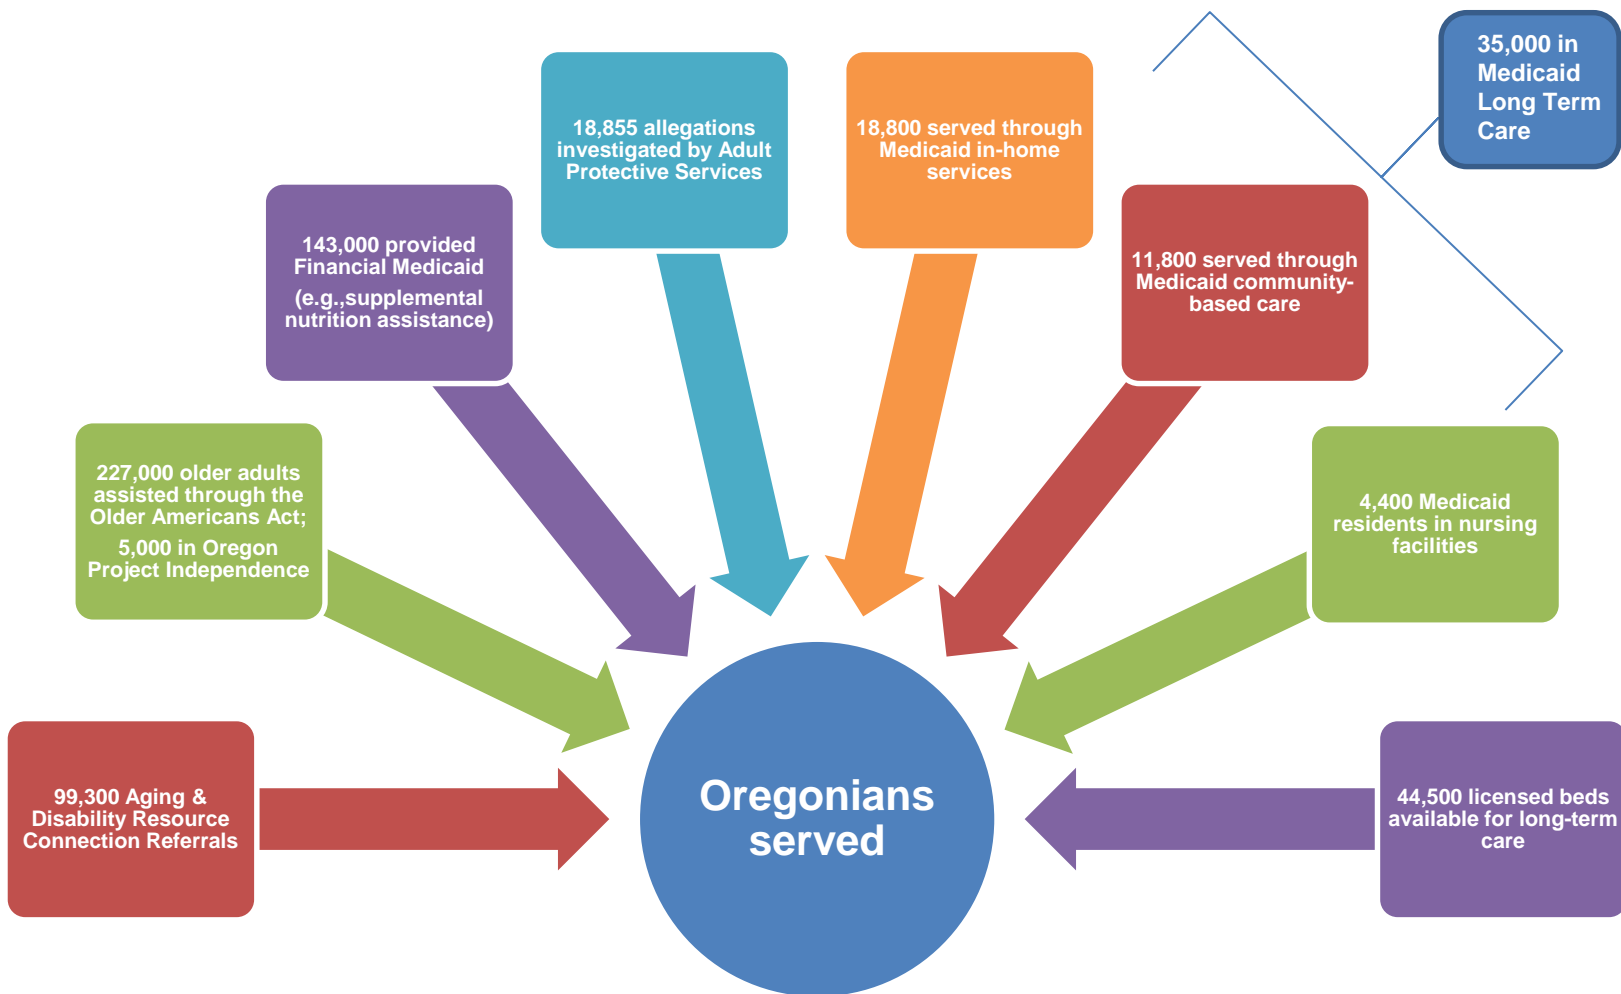 35,000 in
Medicaid
Long Term
Care
18,855 allegations
investigated by Adult
Protective Services
18,800 served through
Medicaid in-home
services
143,000 provided
Financial Medicaid
(e.g.,supplemental
nutrition assistance)
11,800 served through
Medicaid community-
based care
227,000 older adults
assisted through the
Older Americans Act;
5,000 in Oregon
Project Independence
4,400 Medicaid
residents in nursing
facilities
99,300 Aging &
Disability Resource
Connection Referrals
Oregonians
served
44,500 licensed beds
available for long-term
care